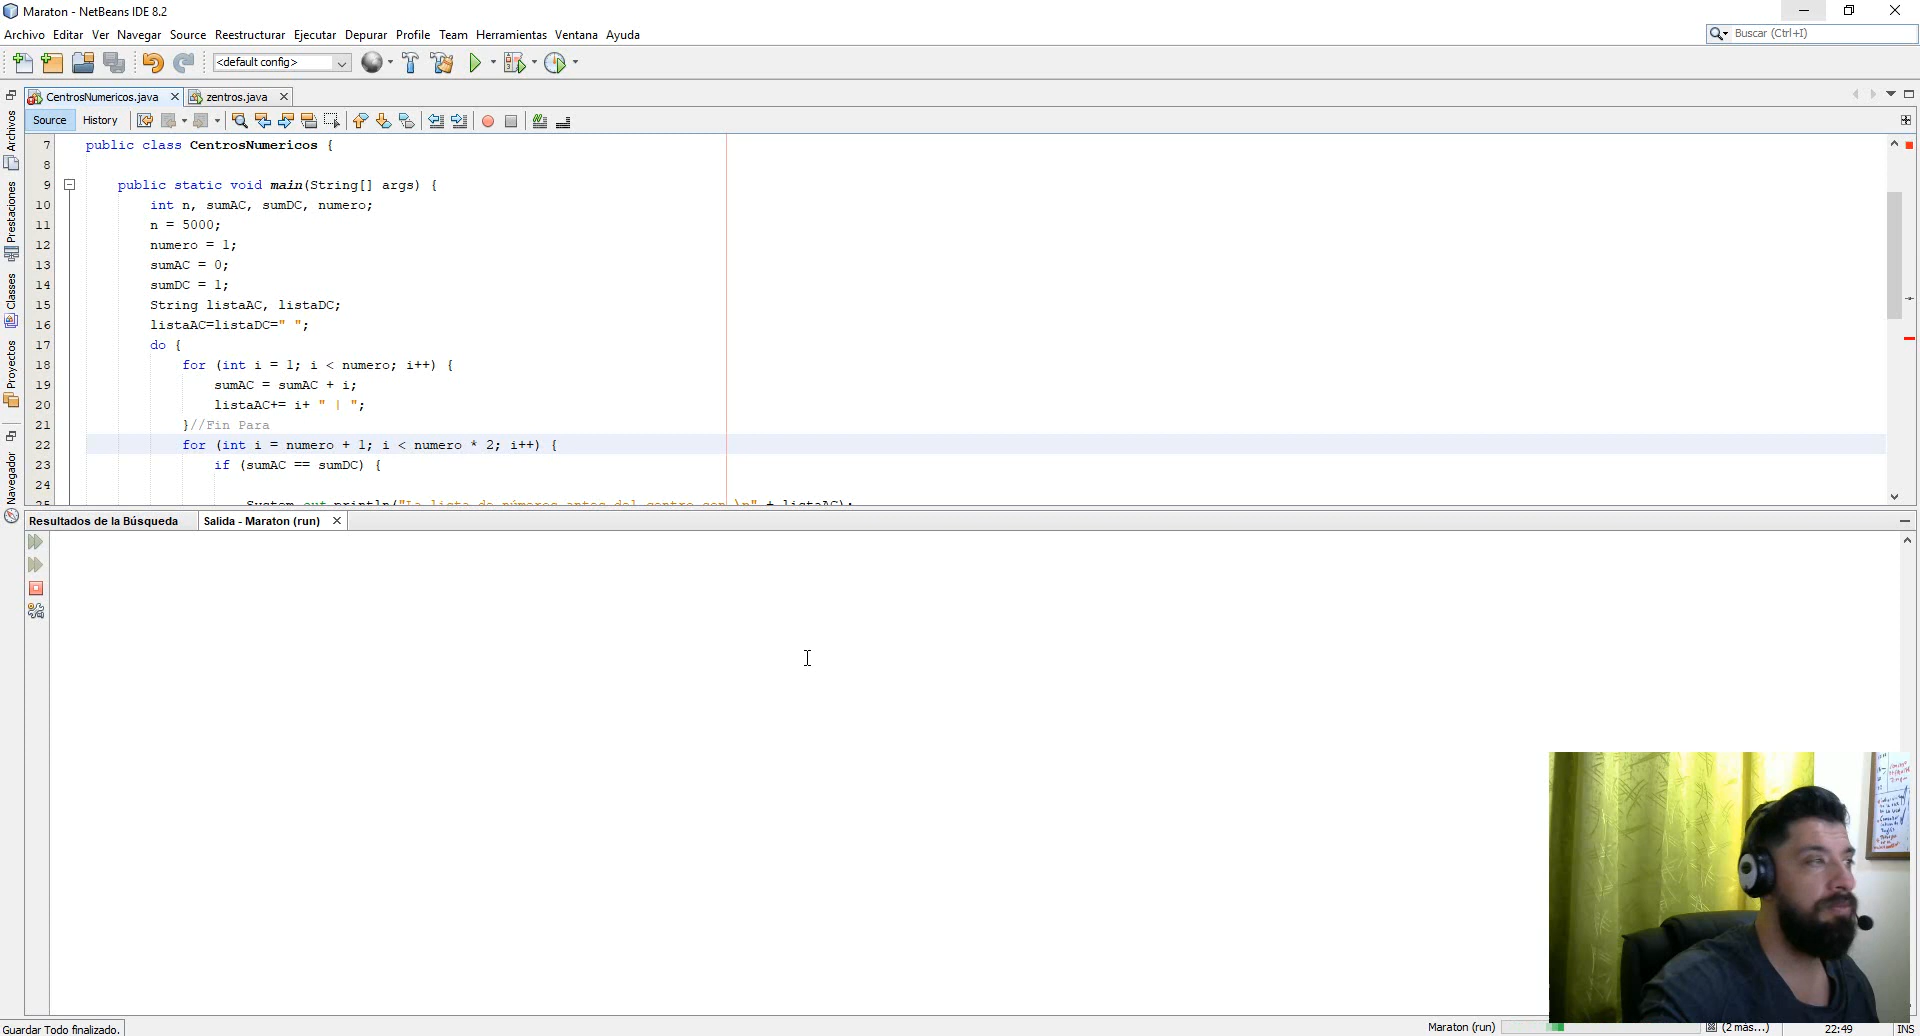 Maraton - NetBeans IDE 8.2
Archivo Editar Ver Navegar Source Reestructurar Ejecutar Depurar Profile Team Herramientas Ventana Ayuda
Buscar (Ctrl+I)
<default config>
CentrosNumericos.java
zentros.java
Source History
Archivos
Prestaciones
Classes
Proyectos
Navegador
7 public class CentrosNumericos {
8
9 public static void main(String[] args) {
10 int n, sumAC, sumDC, numero;
11 n = 5000;
12 numero = 1;
13 sumAC = 0;
14 sumDC = 1;
15 String listaAC, listaDC;
16 listaAC=listaDC=" ";
17 do {
18 for (int i = 1; i < numero; i++) {
19 sumAC = sumAC + i;
20 listaAC+= i+ " | ";
21 }//Fin Para
22 for (int i = numero + 1; i < numero * 2; i++) {
23 if (sumAC == sumDC) {
24
25 System.out.println("La lista de números antes del centro son \n" + listaAC);
Resultados de la Búsqueda
Salida - Maraton (run)
Guardar Todo finalizado.
Maraton (run)
(2 más...)
22:49
INS